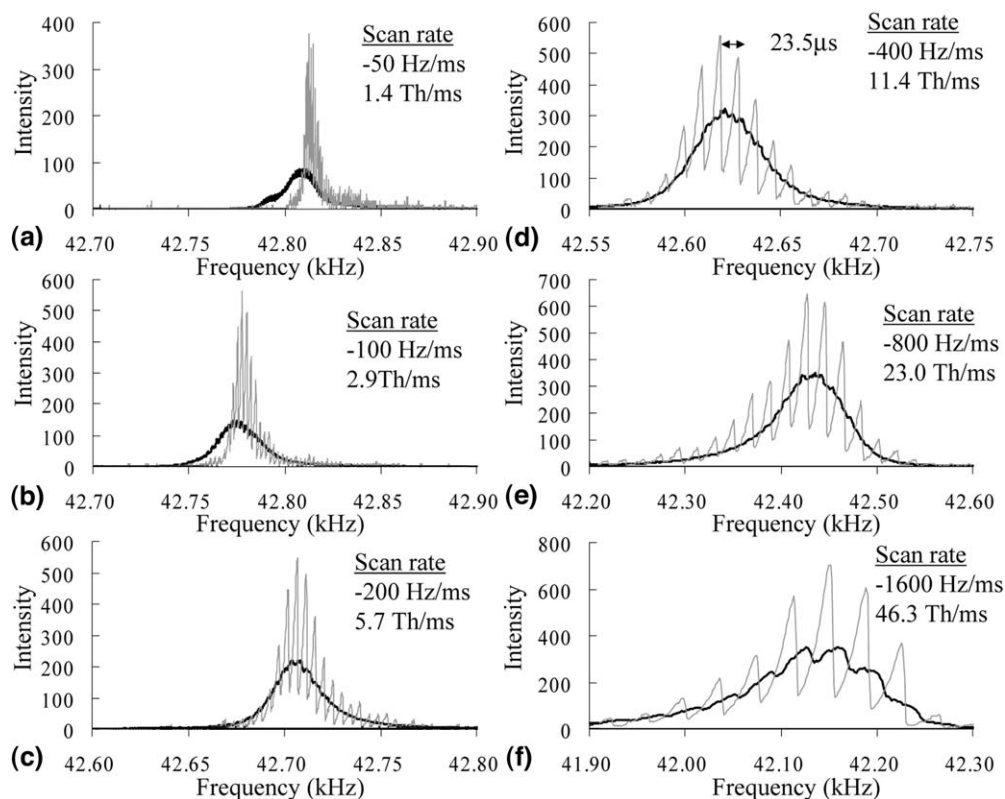 400
300
200
100
0
Intensity
Scan rate
-50 Hz/ms
1.4 Th/ms
42.70 42.75 42.80 42.85 42.90
(a) Frequency (kHz)
600
500
400
300
200
100
0
Intensity
Scan rate
-100 Hz/ms
2.9Th/ms
42.70 42.75 42.80 42.85 42.90
(b) Frequency (kHz)
600
500
400
300
200
100
0
Intensity
Scan rate
-200 Hz/ms
5.7 Th/ms
42.60 42.65 42.70 42.75 42.80
(c) Frequency (kHz)
600
500
400
300
200
100
0
Intensity
23.5μs
Scan rate
-400 Hz/ms
11.4 Th/ms
42.55 42.60 42.65 42.70 42.75
(d) Frequency (kHz)
700
600
500
400
300
200
100
0
Intensity
Scan rate
-800 Hz/ms
23.0 Th/ms
42.20 42.30 42.40 42.50 42.60
(e) Frequency (kHz)
800
600
400
200
0
Intensity
Scan rate
-1600 Hz/ms
46.3 Th/ms
41.90 42.00 42.10 42.20 42.30
(f) Frequency (kHz)